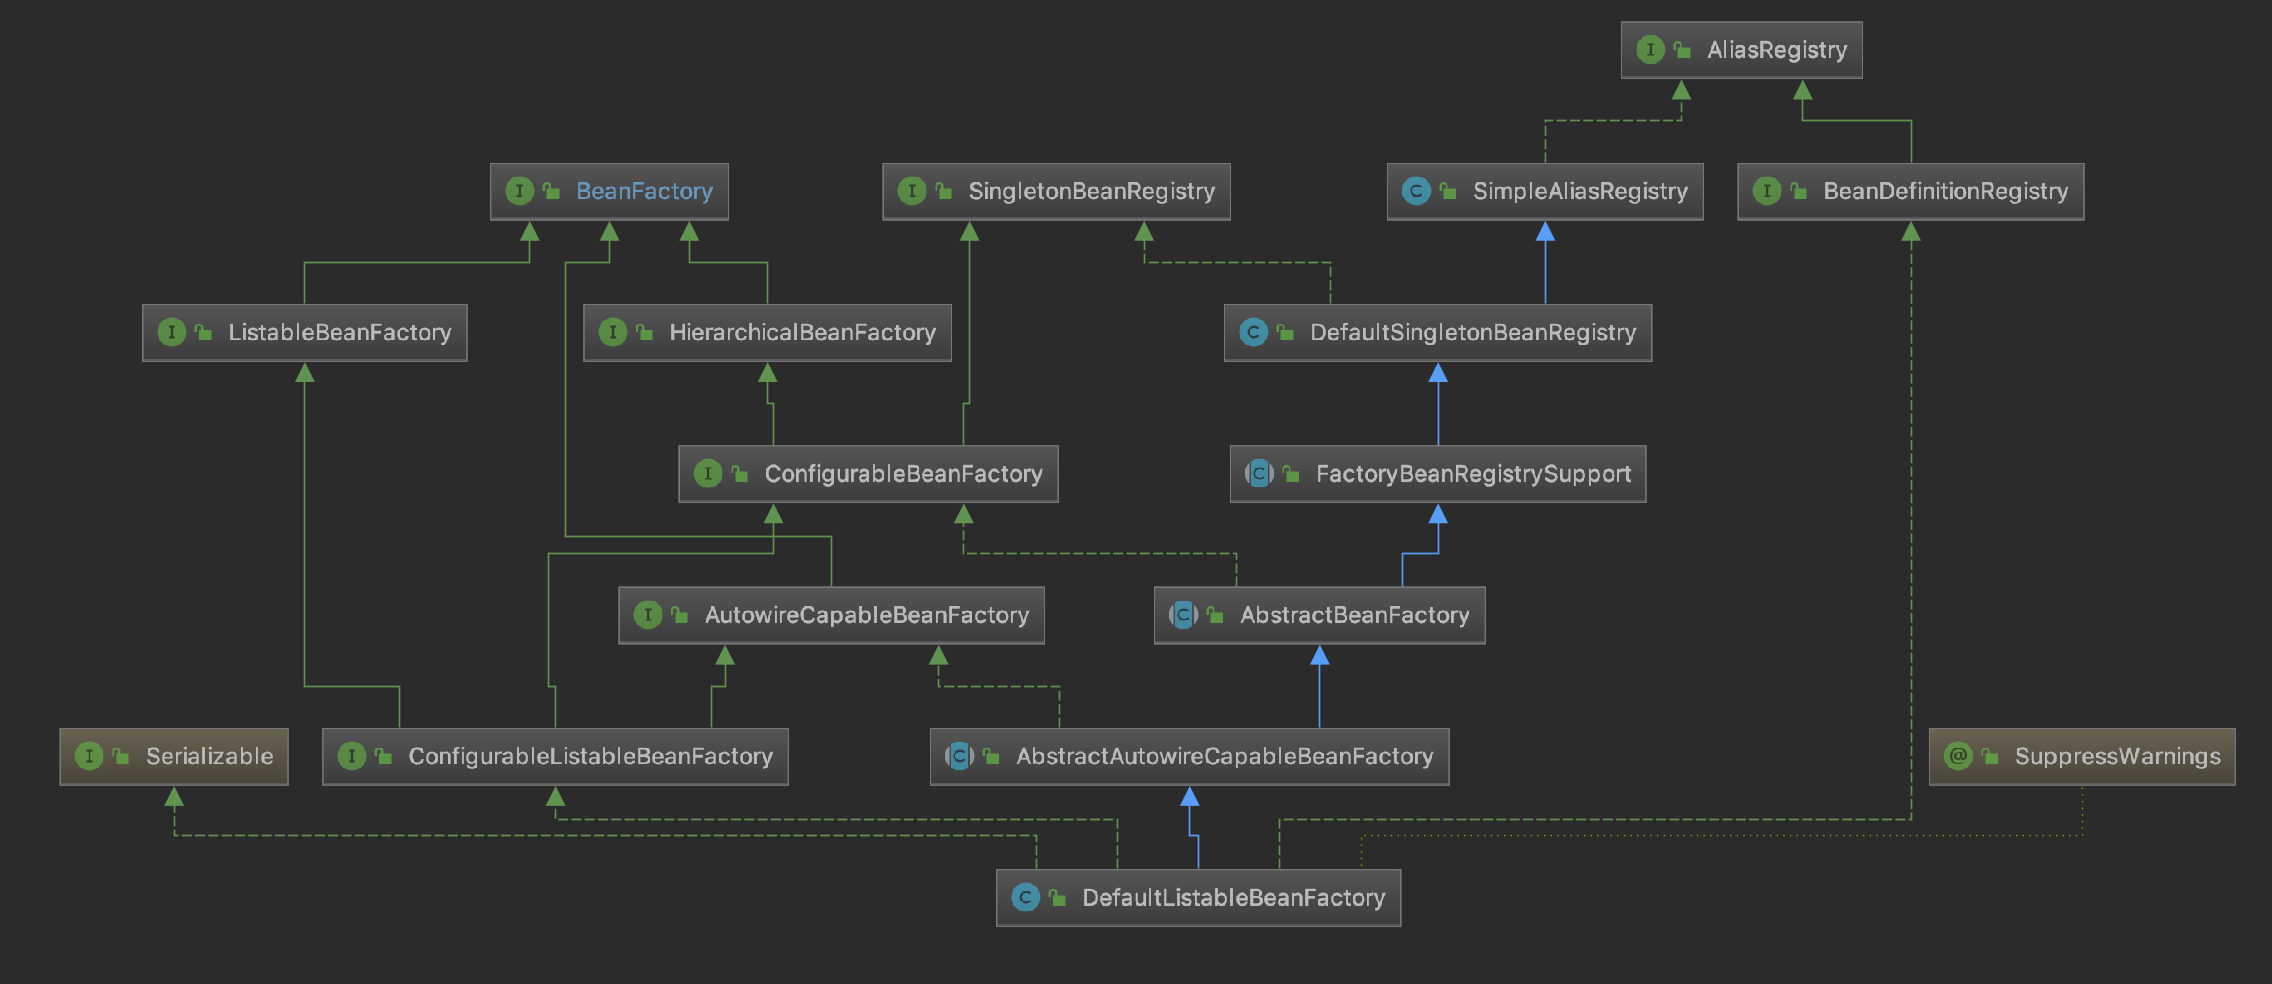 AliasRegistry
BeanFactory
SingletonBeanRegistry
SimpleAliasRegistry
BeanDefinitionRegistry
ListableBeanFactory
HierarchicalBeanFactory
DefaultSingletonBeanRegistry
ConfigurableBeanFactory
FactoryBeanRegistrySupport
AutowireCapableBeanFactory
AbstractBeanFactory
Serializable
ConfigurableListableBeanFactory
AbstractAutowireCapableBeanFactory
SuppressWarnings
DefaultListableBeanFactory